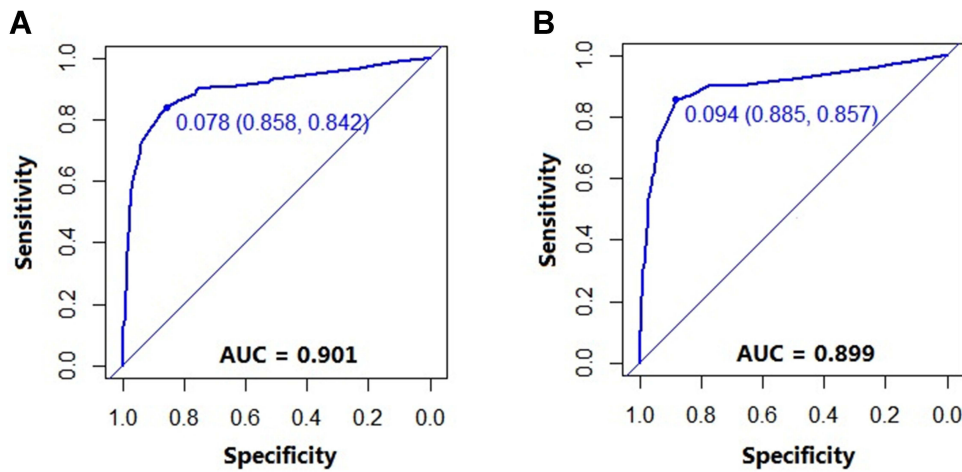 A
Sensitivity
1.0
0.8
0.6
0.4
0.2
0.0
0.078 (0.858, 0.842)
AUC = 0.901
1.0 0.8 0.6 0.4 0.2 0.0
Specificity
B
Sensitivity
1.0
0.8
0.6
0.4
0.2
0.0
0.094 (0.885, 0.857)
AUC = 0.899
1.0 0.8 0.6 0.4 0.2 0.0
Specificity